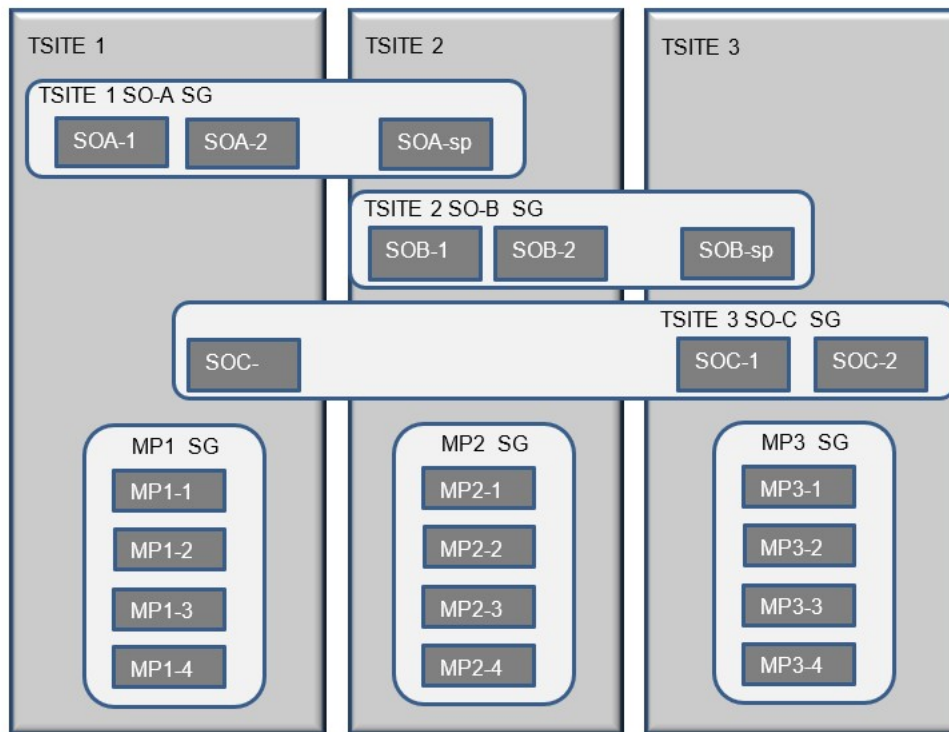 TSITE 1
TSITE 2
TSITE 3
TSITE 1 SO-A SG
SOA-1
SOA-2
SOA-sp
TSITE 2 SO-B SG
SOB-1
SOB-2
SOB-sp
TSITE 3 SO-C SG
SOC-
SOC-1
SOC-2
MP1 SG
MP1-1
MP1-2
MP1-3
MP1-4
MP2 SG
MP2-1
MP2-2
MP2-3
MP2-4
MP3 SG
MP3-1
MP3-2
MP3-3
MP3-4